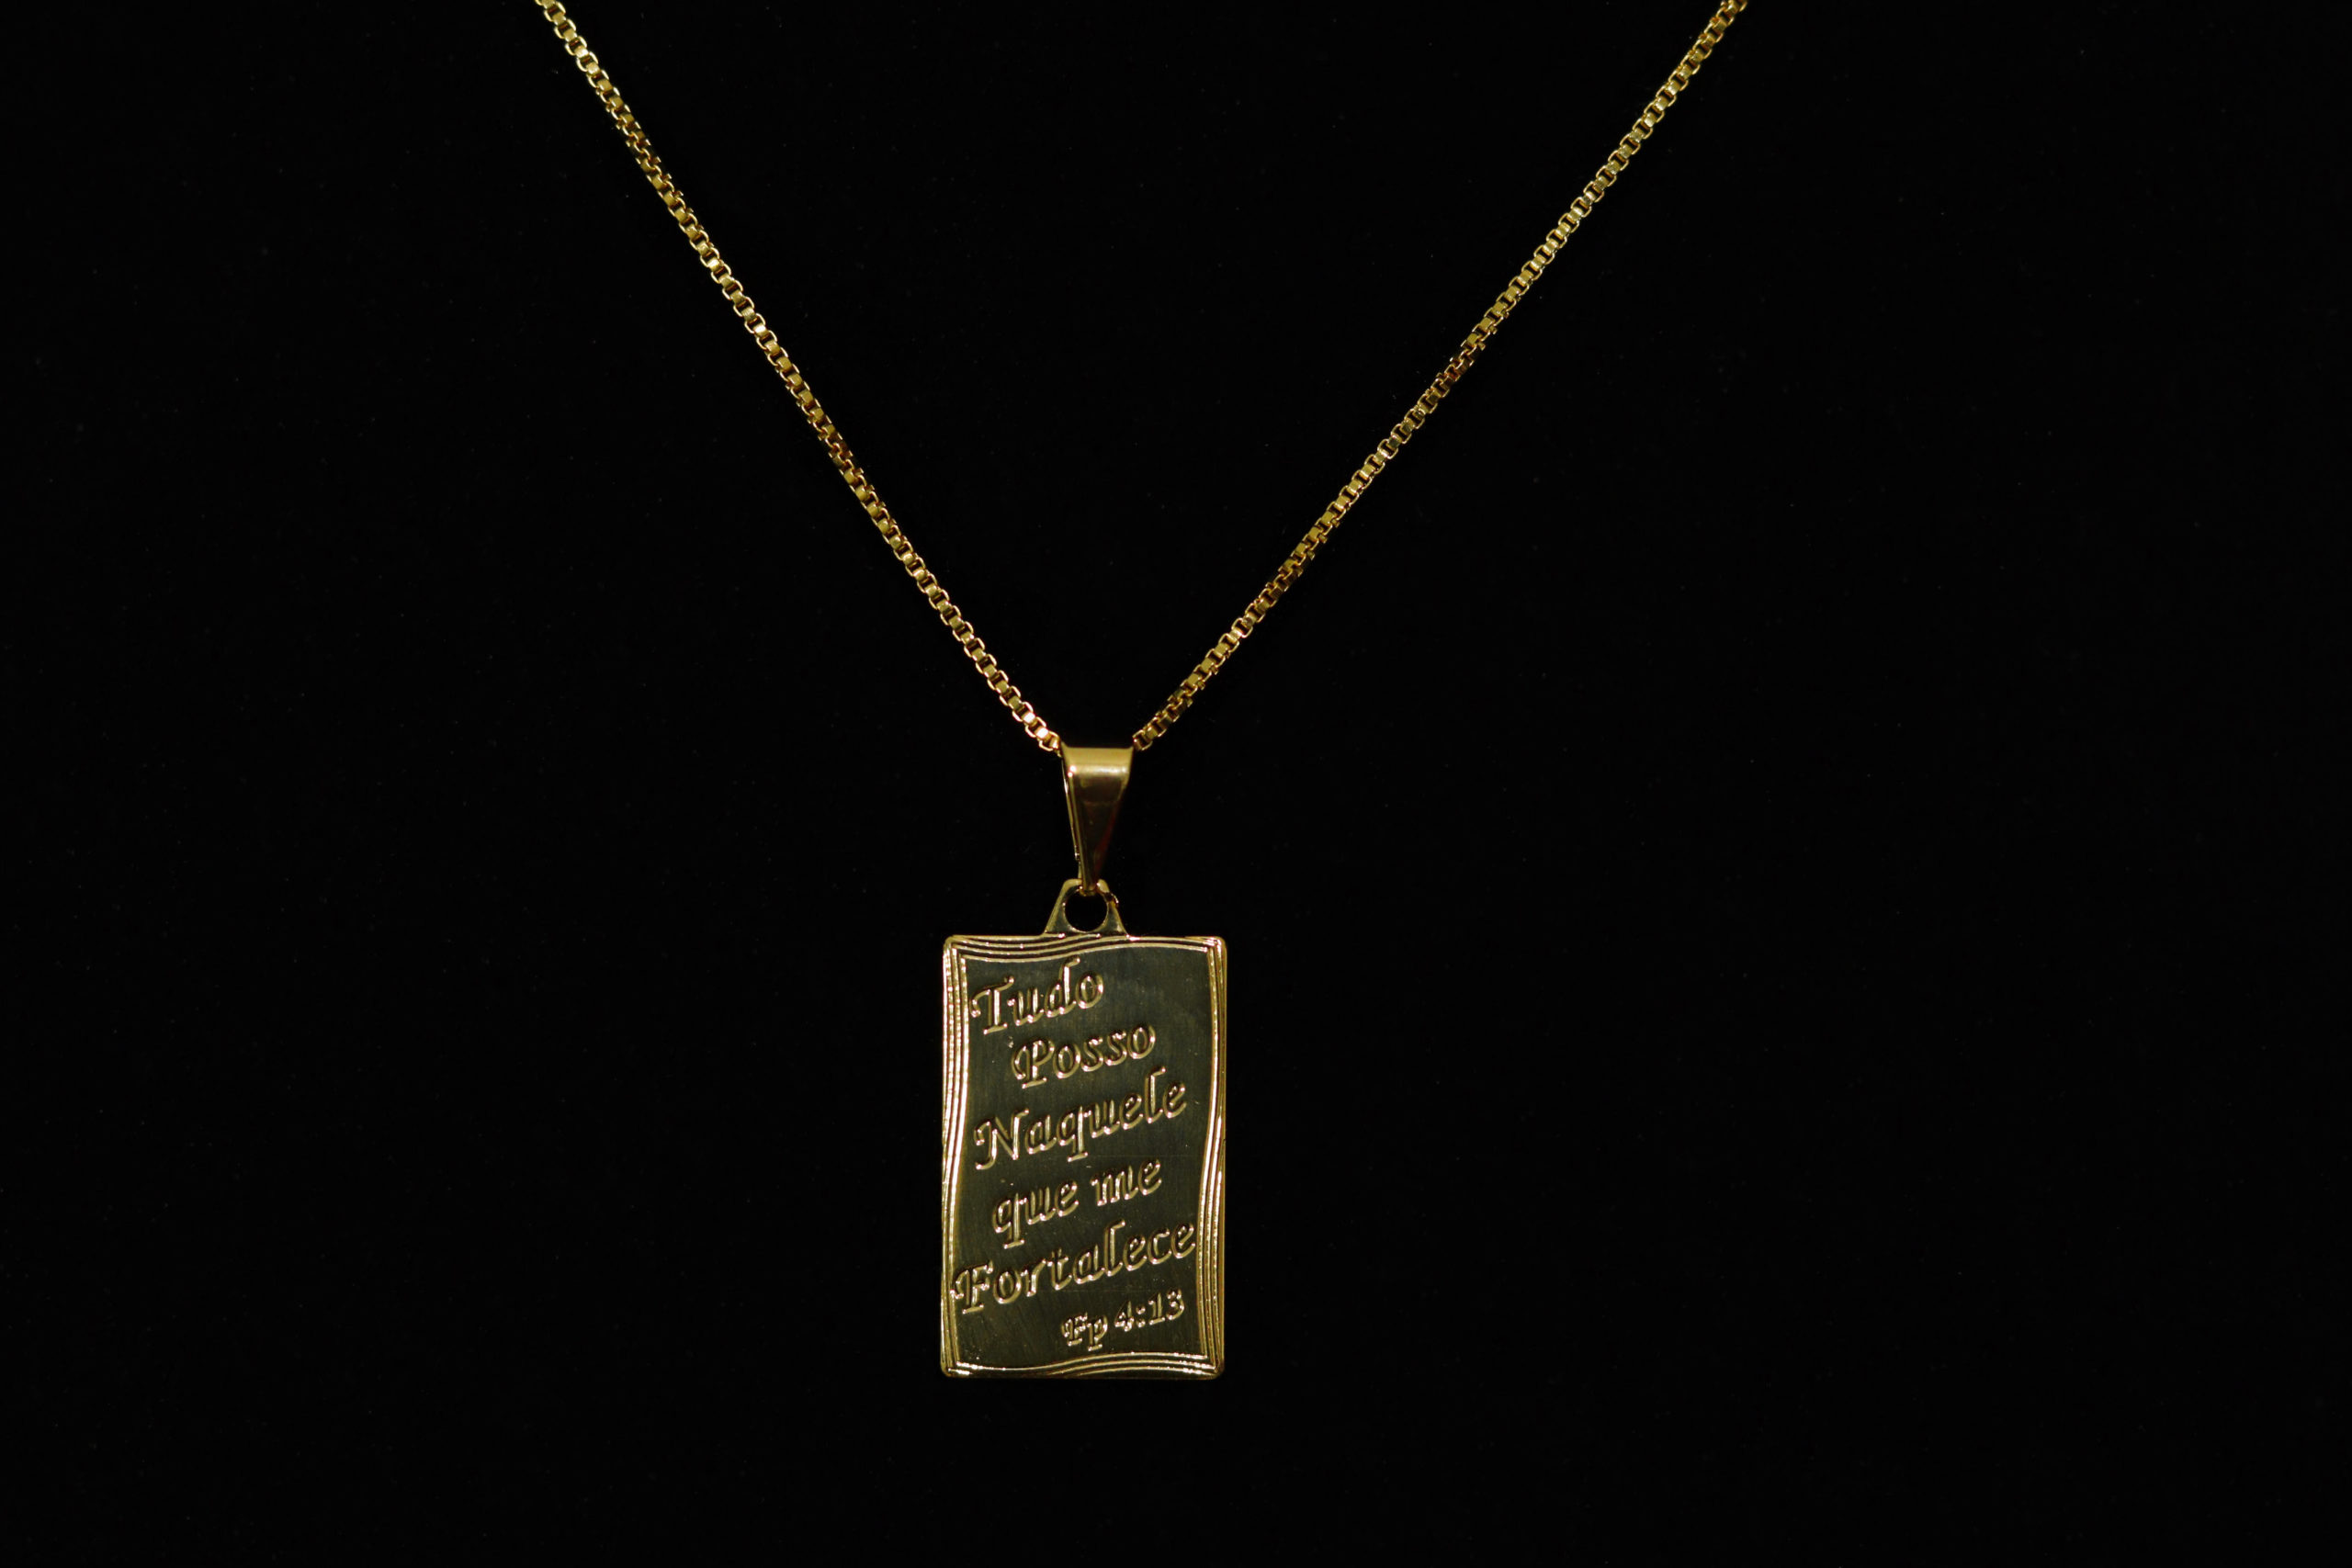 Tudo
Posso
Naquele
que me
Fortalece
Fp 4:13